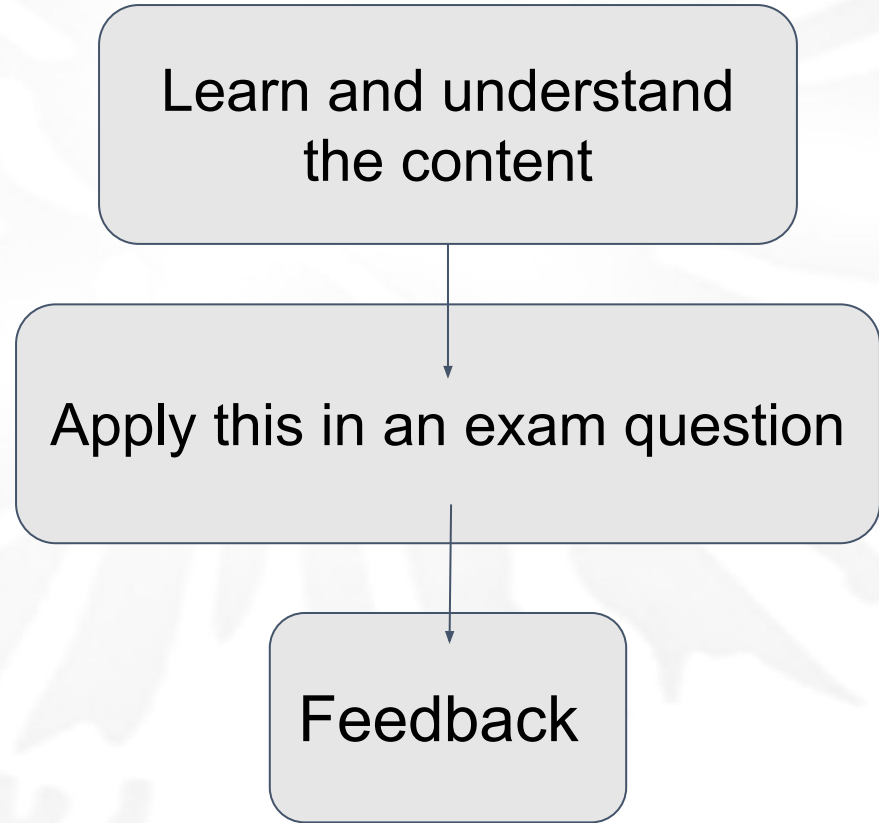 Learn and understand
the content
Apply this in an exam question
Feedback